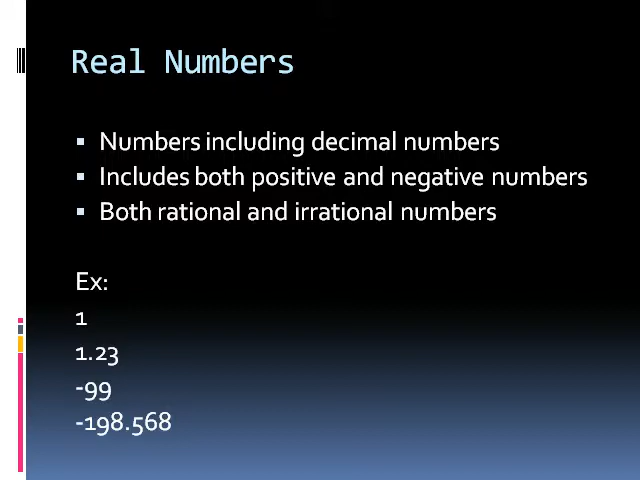 Real Numbers
▪ Numbers including decimal numbers
▪ Includes both positive and negative numbers
▪ Both rational and irrational numbers
Ex:
1
1.23
-99
-198.568